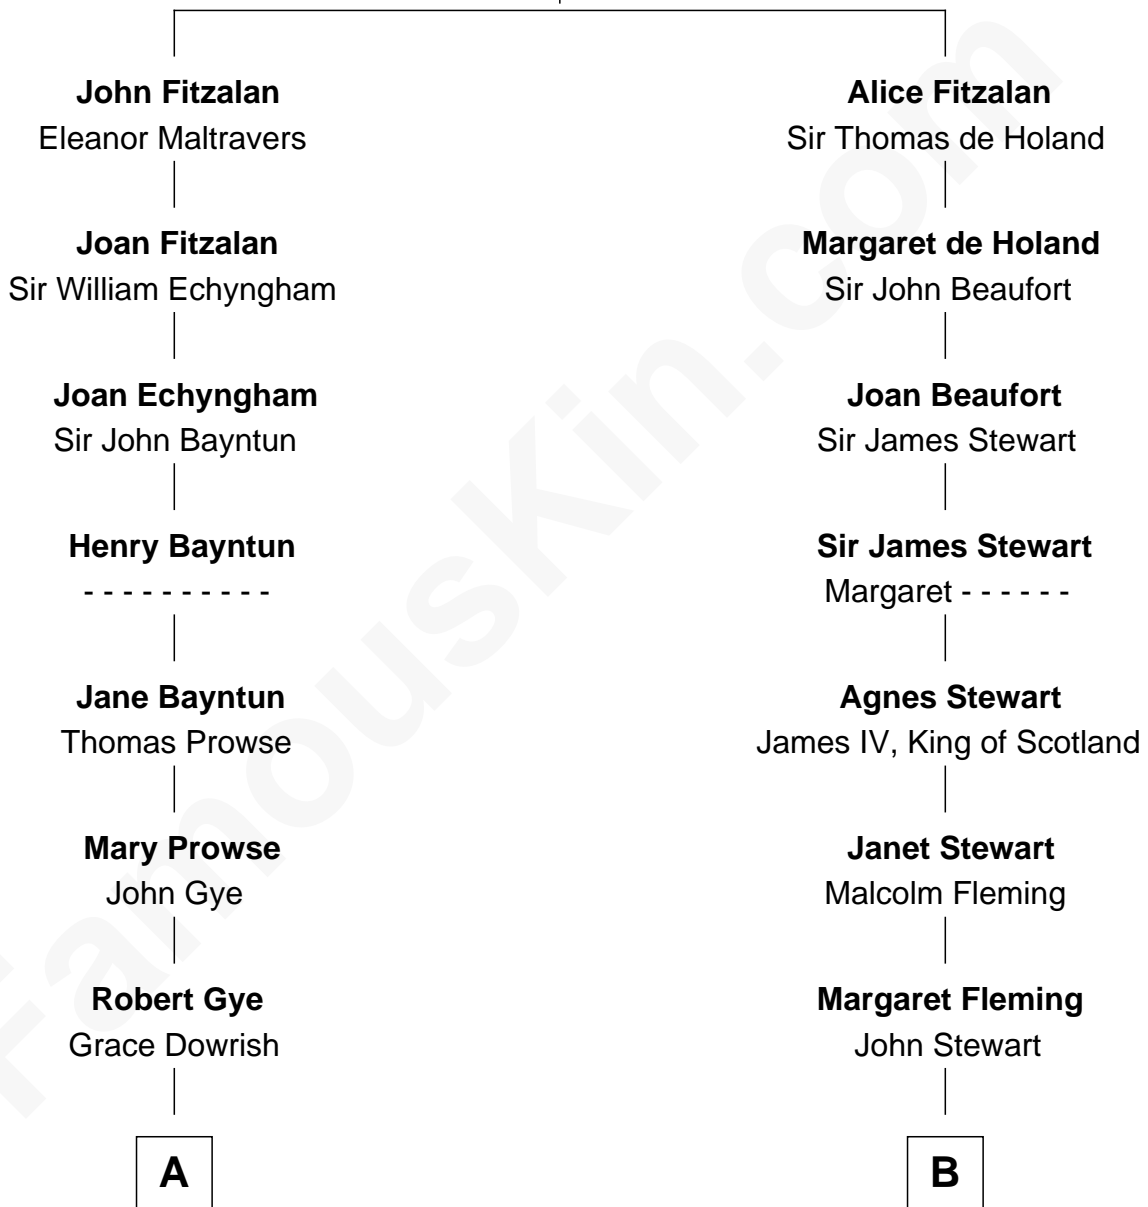 John Fitzalan
Eleanor Maltravers
Joan Fitzalan
Sir William Echyngham
Joan Echyngham
Sir John Bayntun
Henry Bayntun
- - - - - - - - - -
Jane Bayntun
Thomas Prowse
Mary Prowse
John Gye
Robert Gye
Grace Dowrish
A
Alice Fitzalan
Sir Thomas de Holand
Margaret de Holand
Sir John Beaufort
Joan Beaufort
Sir James Stewart
Sir James Stewart
Margaret - - - - - -
Agnes Stewart
James IV, King of Scotland
Janet Stewart
Malcolm Fleming
Margaret Fleming
John Stewart
B
FamousKin.com